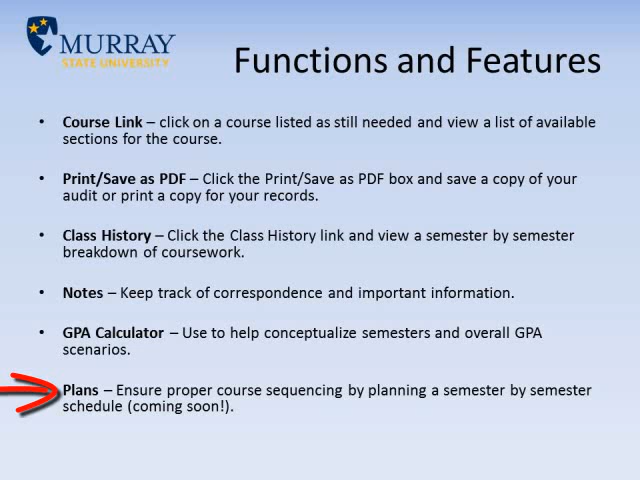 MURRAY
STATE UNIVERSITY
Functions and Features
• Course Link – click on a course listed as still needed and view a list of available
sections for the course.
• Print/Save as PDF – Click the Print/Save as PDF box and save a copy of your
audit or print a copy for your records.
• Class History – Click the Class History link and view a semester by semester
breakdown of coursework.
• Notes – Keep track of correspondence and important information.
• GPA Calculator – Use to help conceptualize semesters and overall GPA
scenarios.
Plans – Ensure proper course sequencing by planning a semester by semester
schedule (coming soon!).